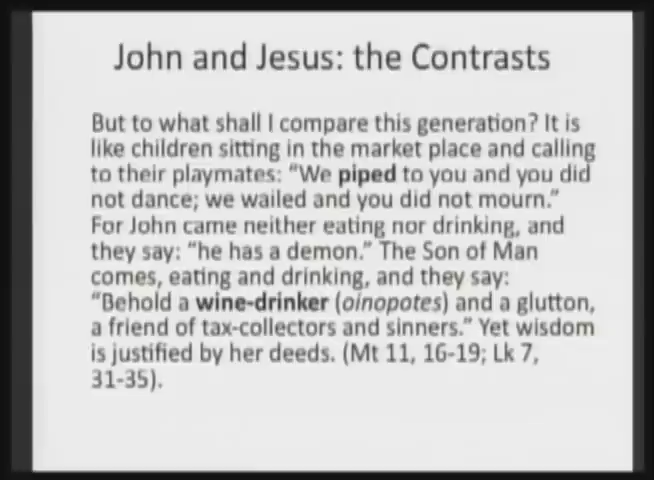 John and Jesus: the Contrasts
But to what shall I compare this generation? It is
like children sitting in the market place and calling
to their playmates: “We piped to you and you did
not dance; we wailed and you did not mourn.”
For John came neither eating nor drinking, and
they say: “he has a demon.” The Son of Man
comes, eating and drinking, and they say:
“Behold a wine-drinker (oinopotes) and a glutton,
a friend of tax-collectors and sinners.” Yet wisdom
is justified by her deeds. (Mt 11, 16-19; Lk 7,
31-35).